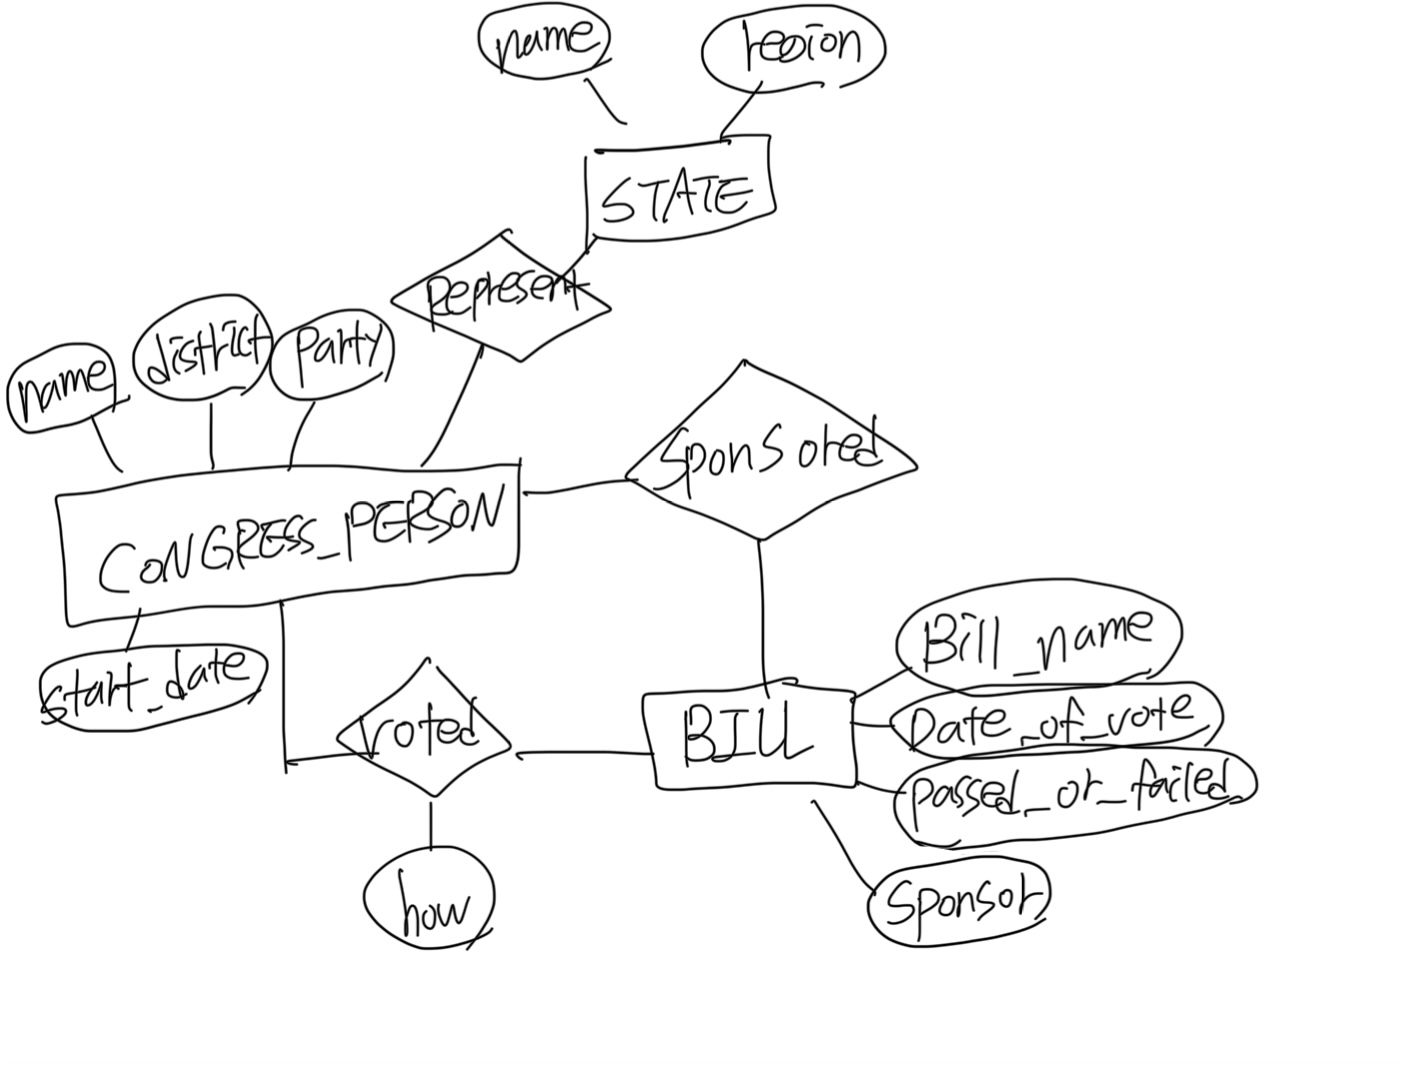 name
region
STATE
Represent
name
district
Party
Sponsored
CONGRESS_PERSON
start_date
Voted
BILL
Bill_name
Date_of_vote
passed_or_failed
Sponsor
how